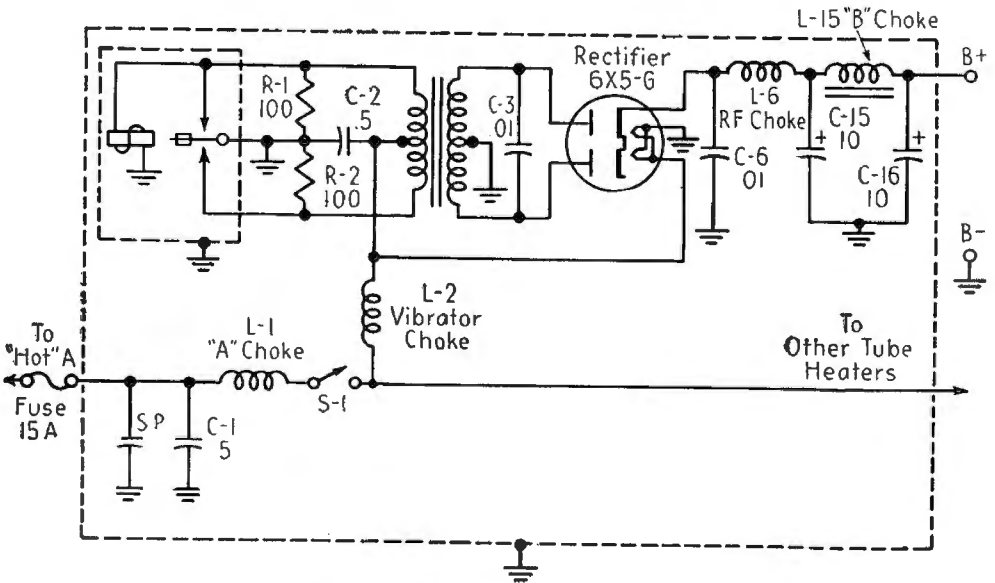 L-15 "B" Choke
B+
Rectifier
6X5-G
R-1
100
C-2
.5
C-3
.01
L-6
RF Choke
C-15
10
C-6
01
C-16
10
R-2
100
B-
L-2
Vibrator
Choke
To
"Hot" A
L-1
"A" Choke
To
Other Tube
Heaters
S-1
Fuse
15A
SP
C-1
.5